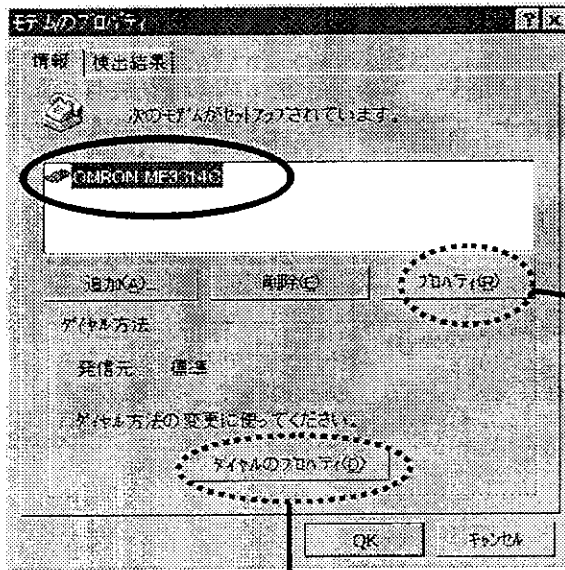 モデムのプロパティ
情報 検出結果
次のモデムがセットアップされています。
OMRON
追加(A)... 削除(E) プロパティ(R)
ダイヤル方法
発信元 標準
ダイヤル方法の変更に使ってください。
ダイヤルのプロパティ(D)
OK キャンセル